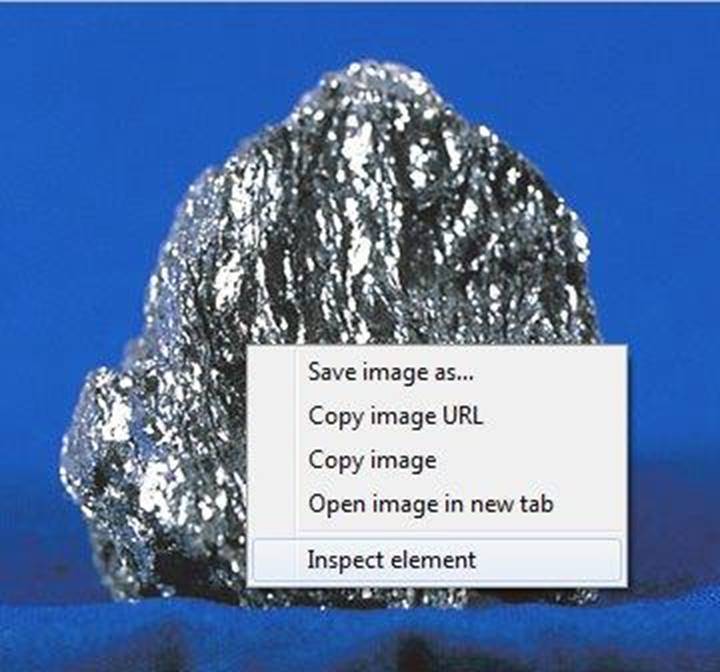 Save image as...
Copy image URL
Copy image
Open image in new tab
Inspect element